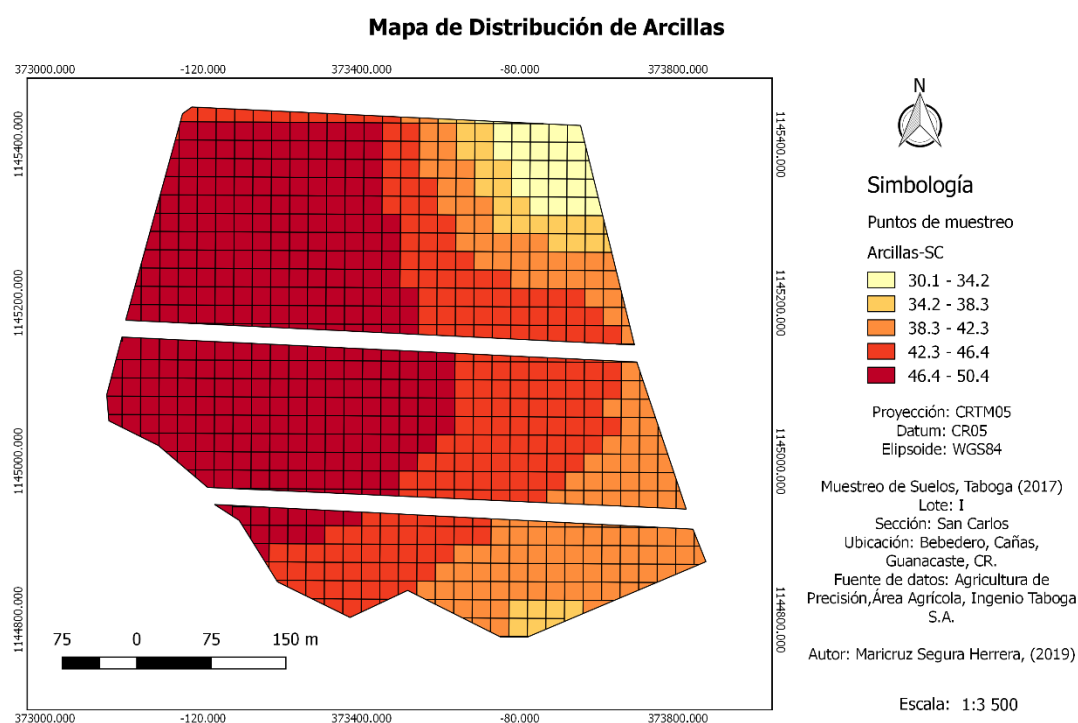 Mapa de Distribución de Arcillas
373000.000
-120.000
373400.000
-80.000
373800.000
1145400.000
1145200.000
1145000.000
1144800.000
1145400.000
1145200.000
1145000.000
1144800.000
75
0
75
150 m
373000.000
-120.000
373400.000
-80.000
373800.000
N
Simbología
Puntos de muestreo
Arcillas-SC
30.1 - 34.2
34.2 - 38.3
38.3 - 42.3
42.3 - 46.4
46.4 - 50.4
Proyección: CRTM05
Datum: CR05
Elipsoide: WGS84
Muestreo de Suelos, Taboga (2017)
Lote: I
Sección: San Carlos
Ubicación: Bebedero, Cañas,
Guanacaste, CR.
Fuente de datos: Agricultura de
Precisión,Área Agrícola, Ingenio Taboga
S.A.
Autor: Maricruz Segura Herrera, (2019)
Escala: 1:3 500